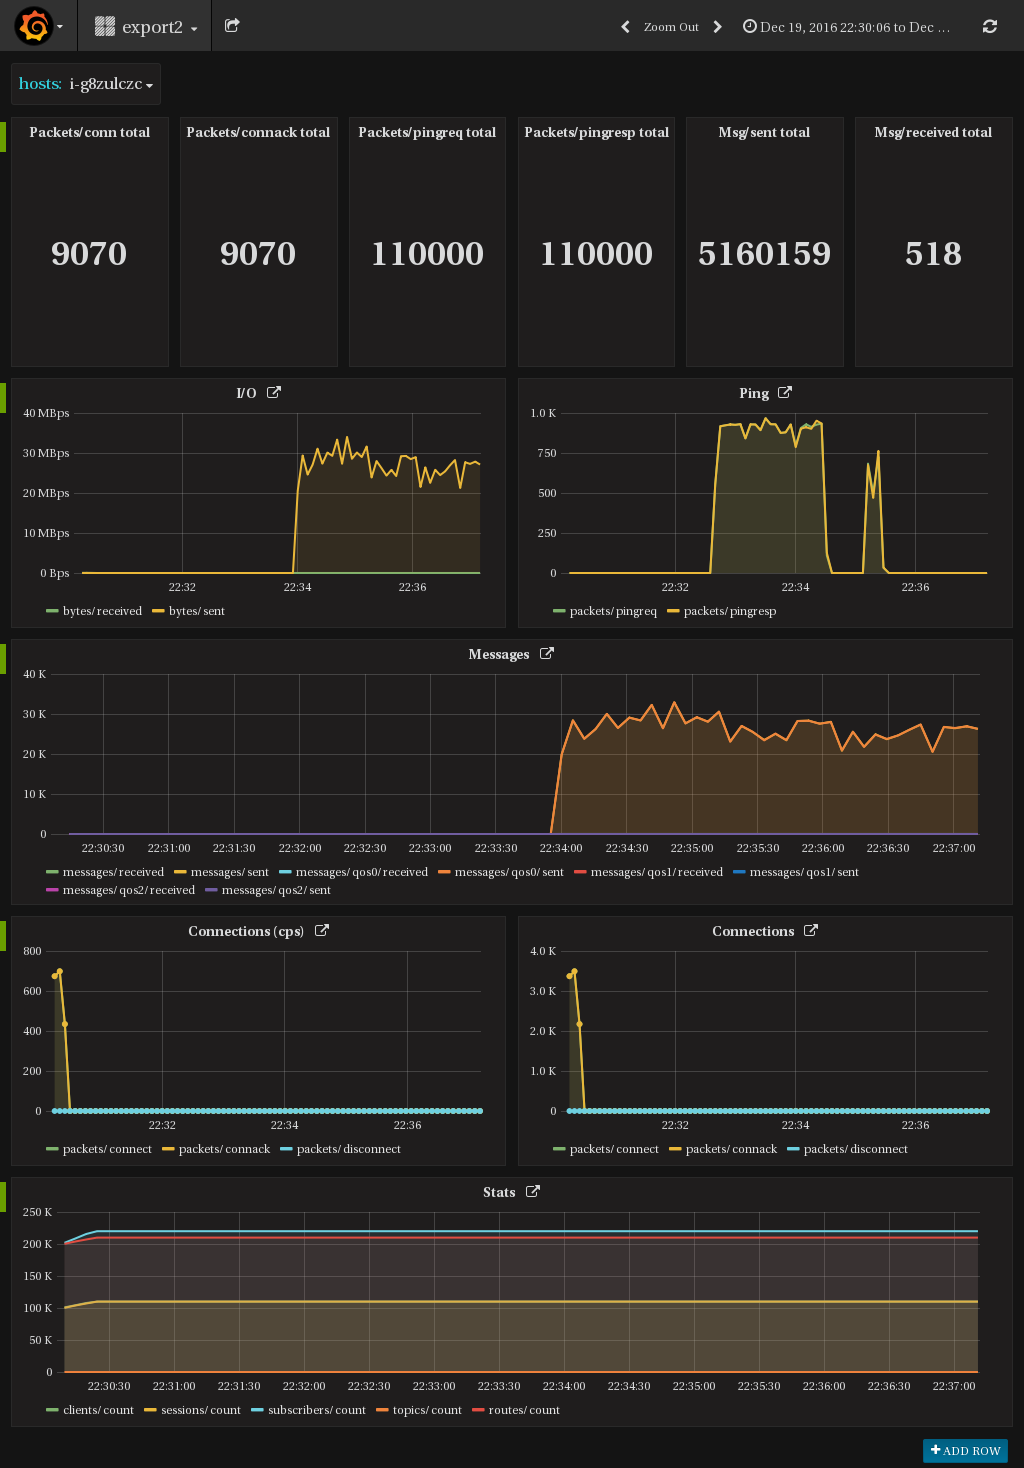 export2
Zoom Out
Dec 19, 2016 22:30:06 to Dec ...
hosts: i-g8zulczc
Packets/conn total Packets/connack total Packets/pingreq total Packets/pingresp total Msg/sent total Msg/received total
9070 9070 110000 110000 5160159 518
I/O
40 MBps
30 MBps
20 MBps
10 MBps
0 Bps
22:32 22:34 22:36
bytes/received bytes/sent
Ping
1.0 K
750
500
250
0
22:32 22:34 22:36
packets/pingreq packets/pingresp
Messages
40 K
30 K
20 K
10 K
0
22:30:30 22:31:00 22:31:30 22:32:00 22:32:30 22:33:00 22:33:30 22:34:00 22:34:30 22:35:00 22:35:30 22:36:00 22:36:30 22:37:00
messages/received messages/sent messages/qos0/received messages/qos0/sent messages/qos1/received messages/qos1/sent
messages/qos2/received messages/qos2/sent
Connections (cps)
800
600
400
200
0
22:32 22:34 22:36
packets/connect packets/connack packets/disconnect
Connections
4.0 K
3.0 K
2.0 K
1.0 K
0
22:32 22:34 22:36
packets/connect packets/connack packets/disconnect
Stats
250 K
200 K
150 K
100 K
50 K
0
22:30:30 22:31:00 22:31:30 22:32:00 22:32:30 22:33:00 22:33:30 22:34:00 22:34:30 22:35:00 22:35:30 22:36:00 22:36:30 22:37:00
clients/count sessions/count subscribers/count topics/count routes/count
ADD ROW